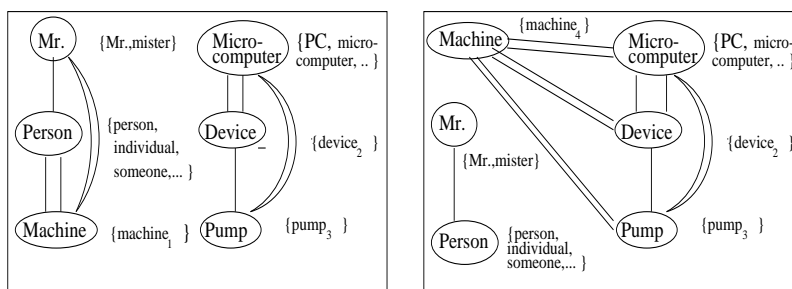 Mr.
{Mr.,mister}
Micro-
computer
{PC, micro-
computer, .. }
Person
{person,
individual,
someone,... }
Device
–
{device2 }
Machine
{machine1 }
Pump
{pump3 }
Machine
{machine4 }
Micro-
computer
{PC, micro-
computer, .. }
Mr.
{Mr.,mister}
Device
{device2 }
Person
{person,
individual,
someone,... }
Pump
{pump3 }